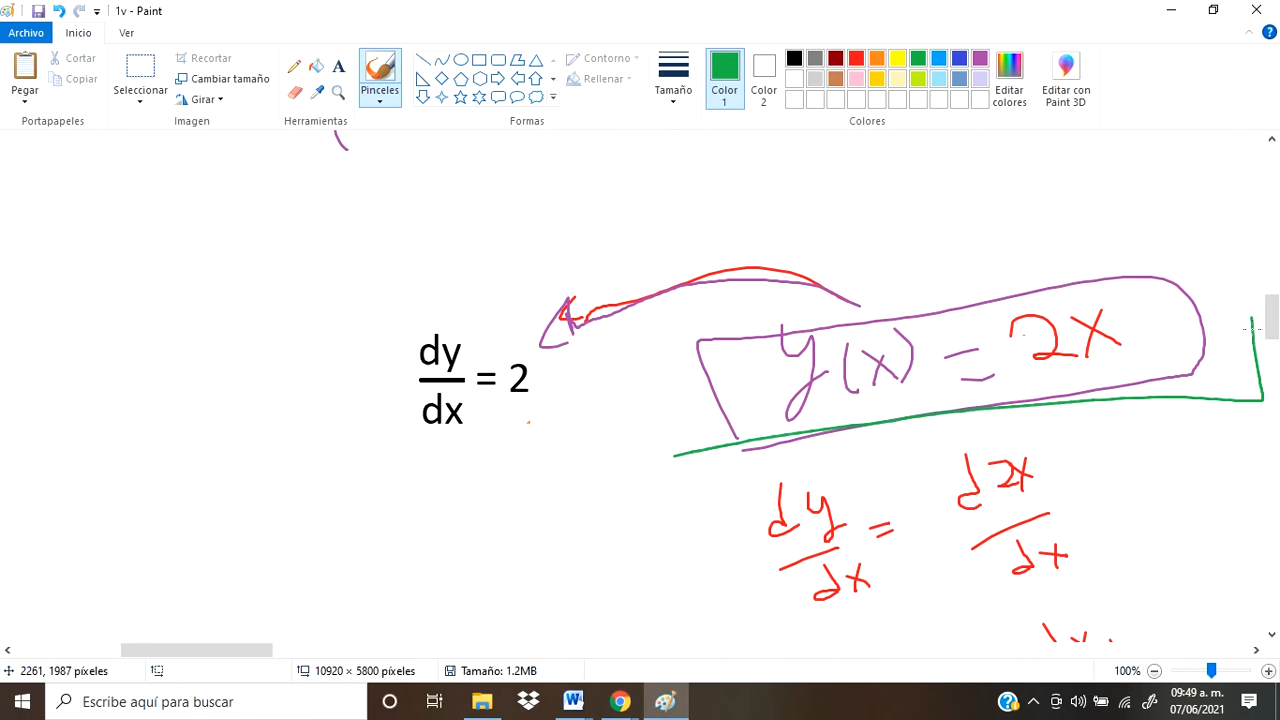 1v - Paint
Archivo Inicio Ver
Pegar
Cortar
Copiar
Portapapeles
Seleccionar
Recortar
Cambiar tamaño
Girar
Imagen
A
Herramientas
Pinceles
Contorno
Rellenar
Formas
Tamaño
Color 1
Color 2
Editar colores
Editar con Paint 3D
Colores
dy/dx = 2
y(x) = 2x
dy/dx = d2x/dx
2261, 1987 píxeles
10920 × 5800 píxeles
Tamaño: 1.2MB
100%
Escribe aquí para buscar
09:49 a. m.
07/06/2021